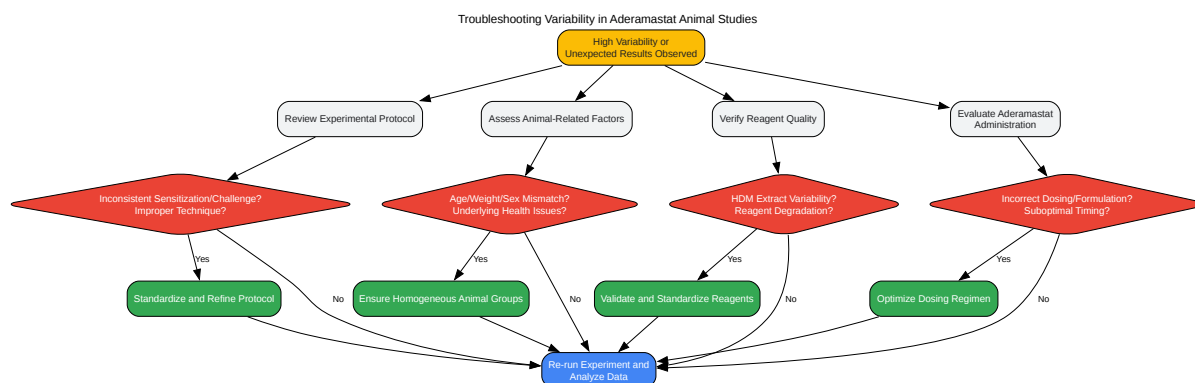 Troubleshooting Variability in Aderamastat Animal Studies
High Variability or
Unexpected Results Observed
Review Experimental Protocol
Assess Animal-Related Factors
Verify Reagent Quality
Evaluate Aderamastat
Administration
Inconsistent Sensitization/Challenge?
Improper Technique?
Age/Weight/Sex Mismatch?
Underlying Health Issues?
HDM Extract Variability?
Reagent Degradation?
Incorrect Dosing/Formulation?
Suboptimal Timing?
Yes
Yes
Yes
Yes
Standardize and Refine Protocol
No
Ensure Homogeneous Animal Groups
No
Validate and Standardize Reagents
No
Optimize Dosing Regimen
No
Re-run Experiment and
Analyze Data